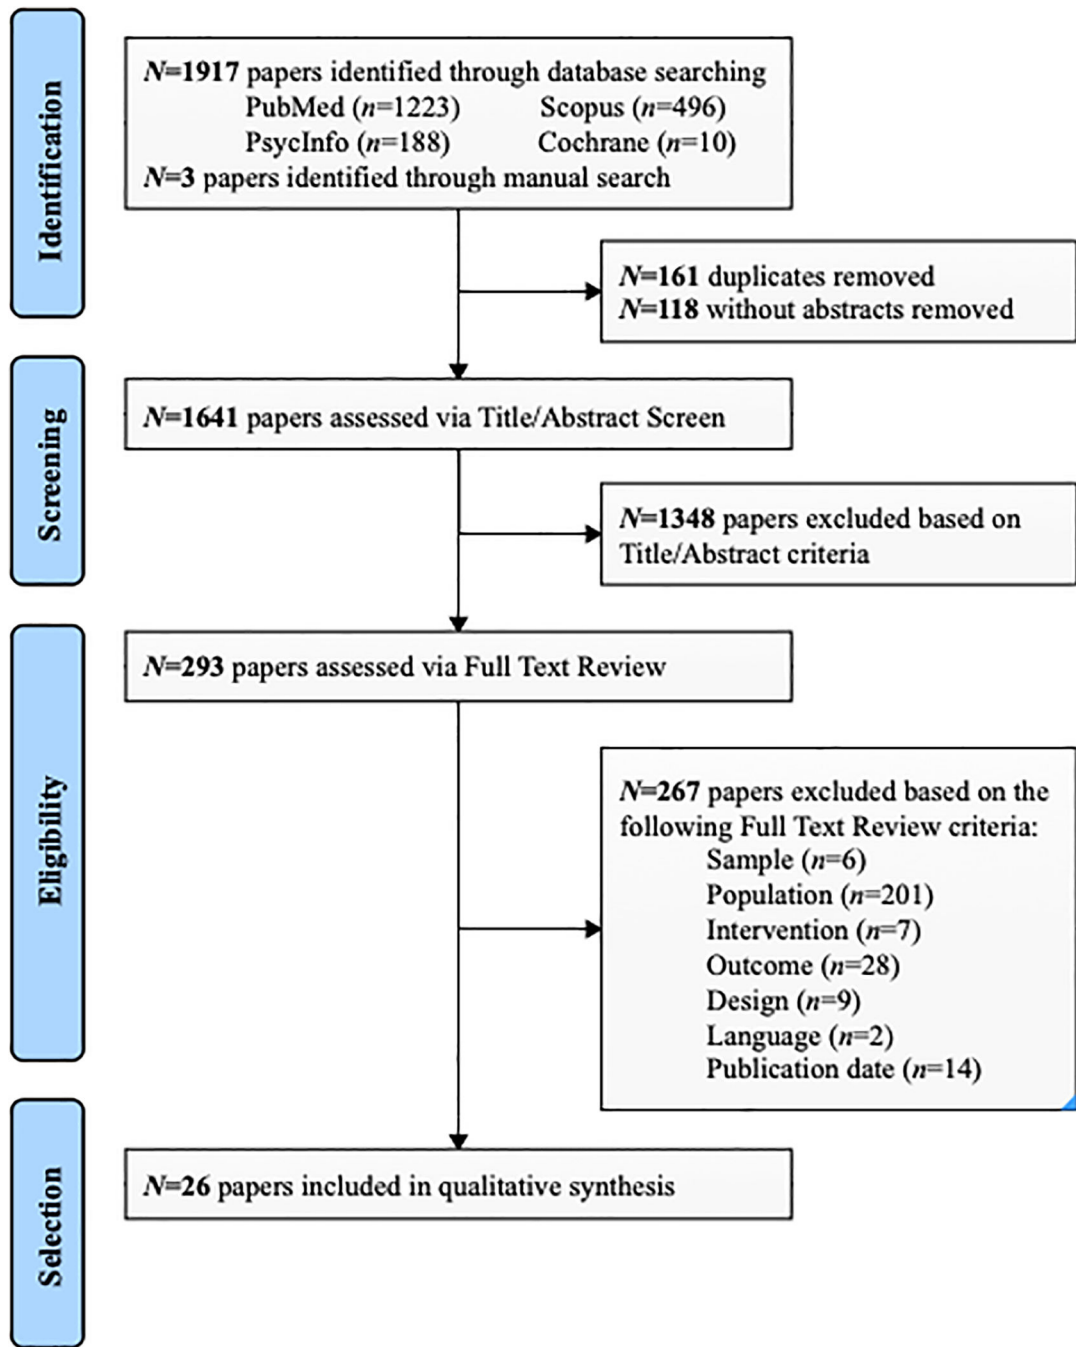 Identification
N=1917 papers identified through database searching
PubMed (n=1223) Scopus (n=496)
PsycInfo (n=188) Cochrane (n=10)
N=3 papers identified through manual search
N=161 duplicates removed
N=118 without abstracts removed
Screening
N=1641 papers assessed via Title/Abstract Screen
N=1348 papers excluded based on
Title/Abstract criteria
Eligibility
N=293 papers assessed via Full Text Review
N=267 papers excluded based on the
following Full Text Review criteria:
Sample (n=6)
Population (n=201)
Intervention (n=7)
Outcome (n=28)
Design (n=9)
Language (n=2)
Publication date (n=14)
Selection
N=26 papers included in qualitative synthesis